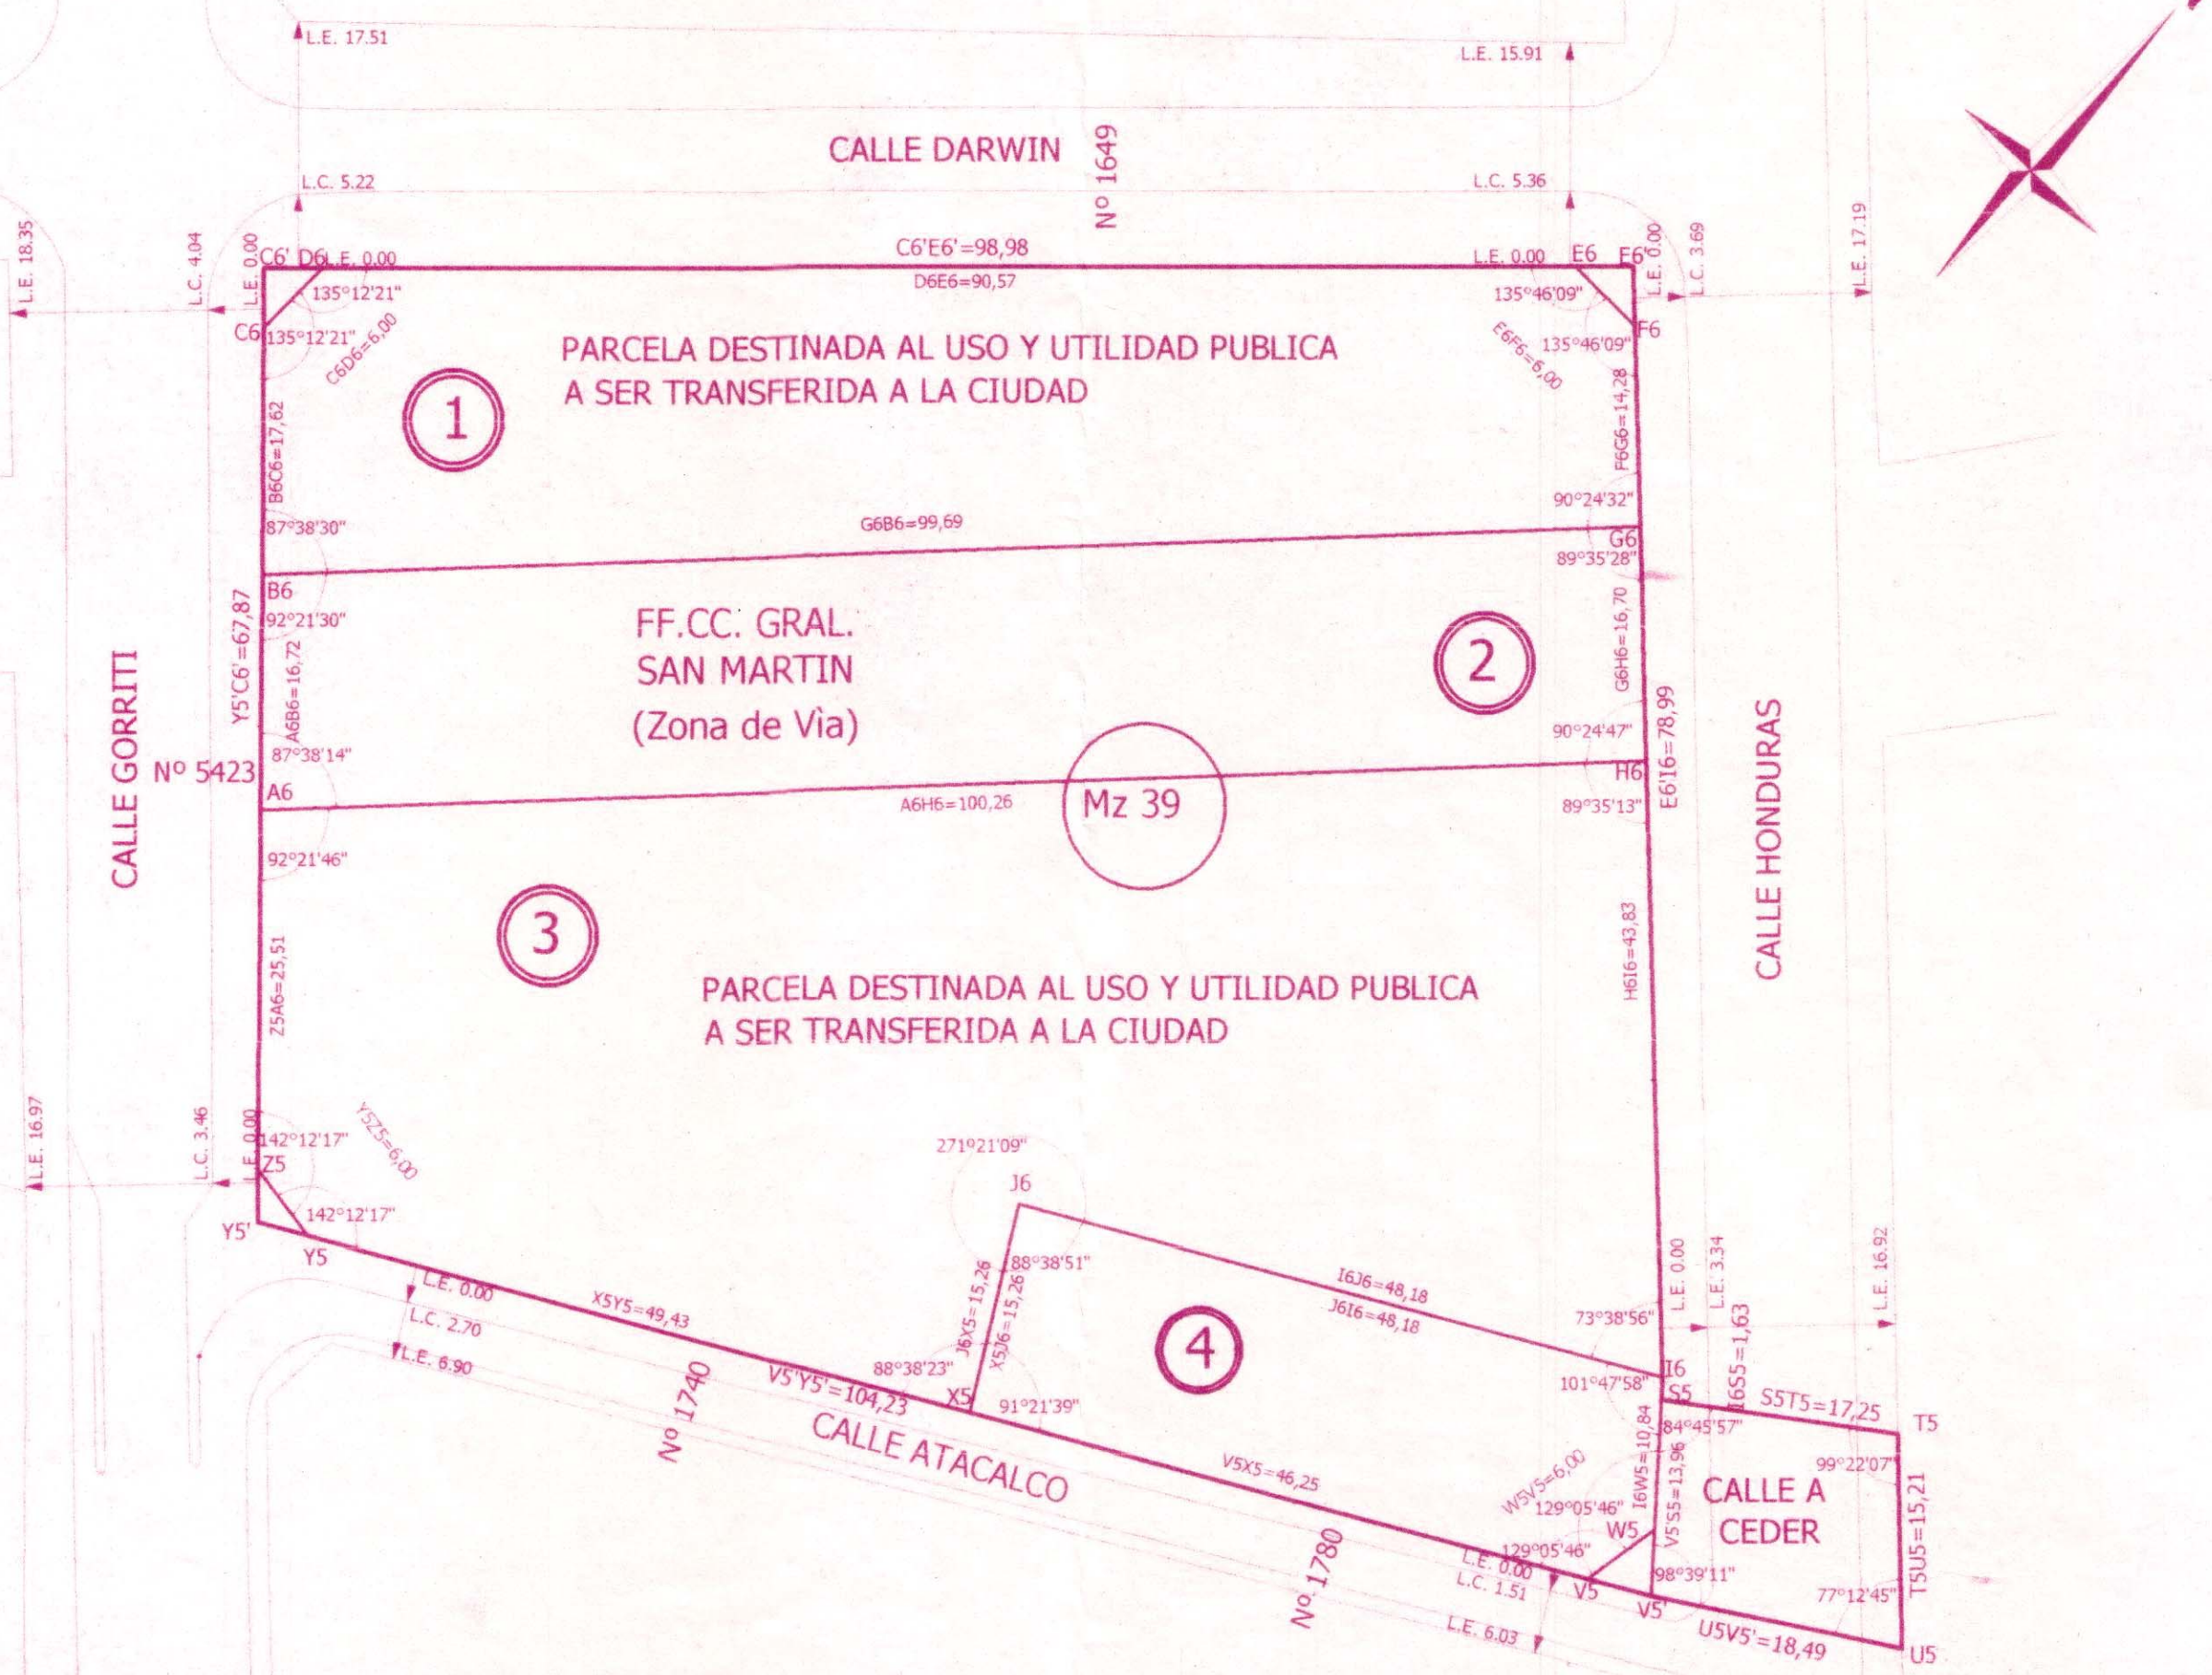 L.E. 17.51
L.E. 15.91
CALLE DARWIN
Nº 1649
L.C. 5.22
L.C. 5.36
L.E. 18.35
L.C. 4.04
L.E. 0.00
C6' D6
L.E. 0.00
C6'E6'=98,98
D6E6=90,57
L.E. 0.00
E6
E6'
L.E. 0.00
L.C. 3.69
L.E. 17.19
135°12'21"
135°46'09"
C6
135°12'21"
C6D6=6,00
E6F6=6,00
135°46'09"
F6
PARCELA DESTINADA AL USO Y UTILIDAD PUBLICA
A SER TRANSFERIDA A LA CIUDAD
1
B6C6=17,62
F6G6=14,28
87°38'30"
G6B6=99,69
90°24'32"
G6
89°35'28"
B6
92°21'30"
FF.CC. GRAL.
SAN MARTIN
(Zona de Vìa)
2
Y5'C6'=67,87
A6B6=16,72
G6H6=16,70
CALLE GORRITI
Nº 5423
87°38'14"
90°24'47"
A6
H6
E6'I6=78,99
CALLE HONDURAS
A6H6=100,26
Mz 39
89°35'13"
92°21'46"
3
Z5A6=25,51
H6I6=43,83
PARCELA DESTINADA AL USO Y UTILIDAD PUBLICA
A SER TRANSFERIDA A LA CIUDAD
L.E. 16.97
L.C. 3.46
L.E. 0.00
142°12'17"
Y5Z5=6,00
Z5
271°21'09"
J6
Y5'
142°12'17"
Y5
L.E. 0.00
L.C. 2.70
L.E. 6.90
X5Y5=49,43
J6X5=15,26
X5J6=15,26
88°38'51"
I6J6=48,18
J6I6=48,18
L.E. 0.00
L.E. 3.34
L.E. 16.92
73°38'56"
4
88°38'23"
X5
91°21'39"
V5'Y5'=104,23
Nº 1740
CALLE ATACALCO
101°47'58"
I6
S5
I6S5=1,63
S5T5=17,25
T5
84°45'57"
99°22'07"
V5X5=46,25
W5V5=6,00
I6W5=10,84
V5'S5=13,96
129°05'46"
W5
CALLE A
CEDER
T5U5=15,21
129°05'46"
L.E. 0.00
L.C. 1.51
L.E. 6.03
Nº 1780
V5
V5'
98°39'11"
77°12'45"
U5V5'=18,49
U5